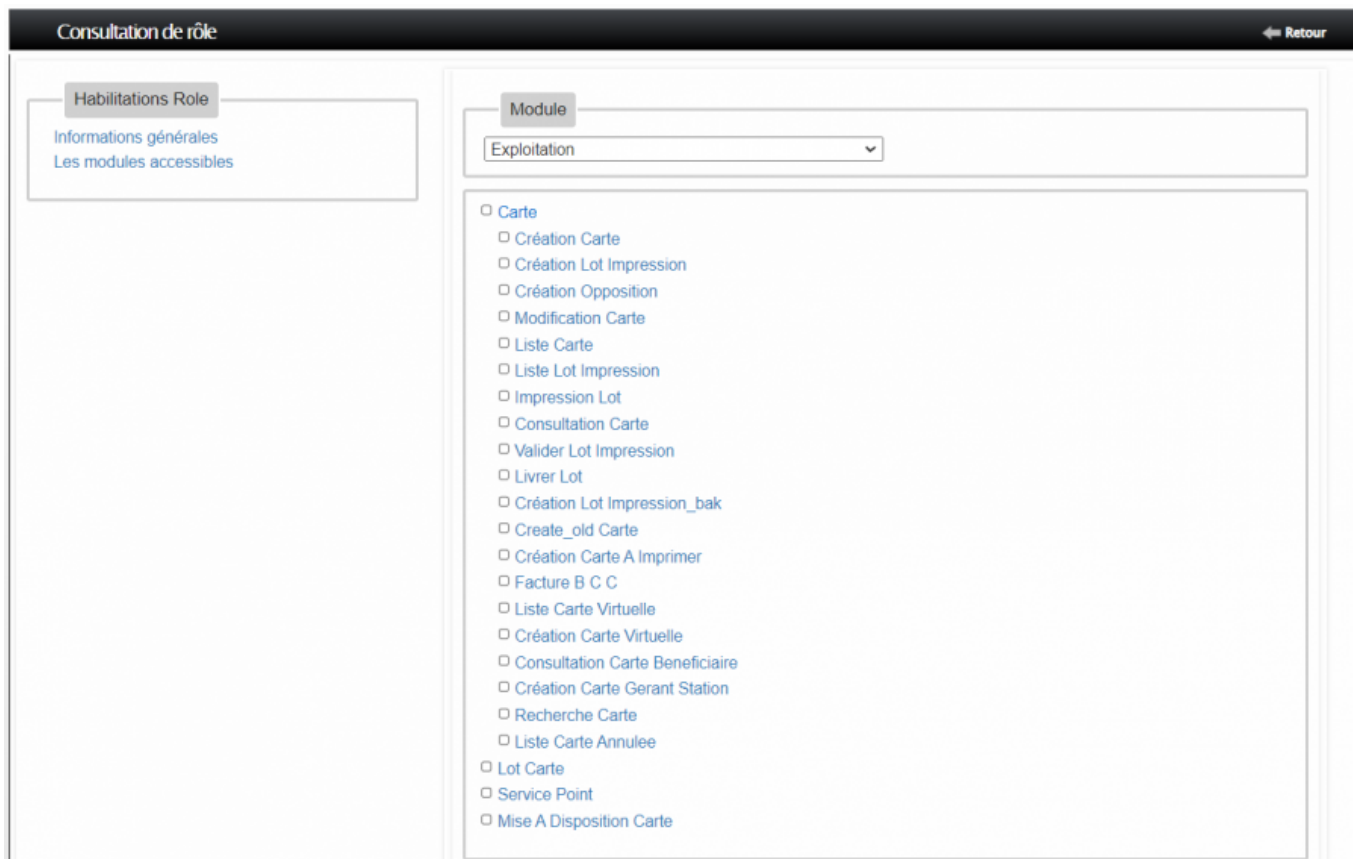 Consultation de rôle
Retour
Habilitations Role
Informations générales
Les modules accessibles
Module
Exploitation
Carte
Création Carte
Création Lot Impression
Création Opposition
Modification Carte
Liste Carte
Liste Lot Impression
Impression Lot
Consultation Carte
Valider Lot Impression
Livrer Lot
Création Lot Impression_bak
Create_old Carte
Création Carte A Imprimer
Facture B C C
Liste Carte Virtuelle
Création Carte Virtuelle
Consultation Carte Beneficiaire
Création Carte Gerant Station
Recherche Carte
Liste Carte Annulee
Lot Carte
Service Point
Mise A Disposition Carte